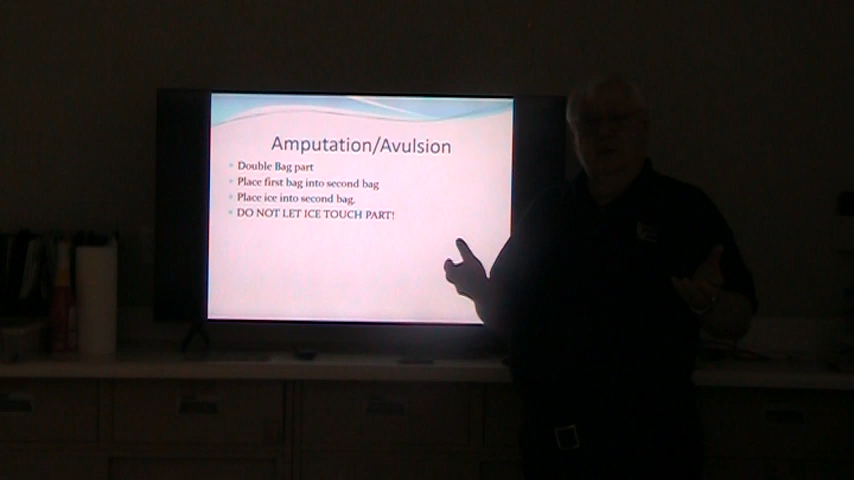 Amputation/Avulsion
Double Bag part
Place first bag into second bag
Place ice into second bag.
DO NOT LET ICE TOUCH PART!